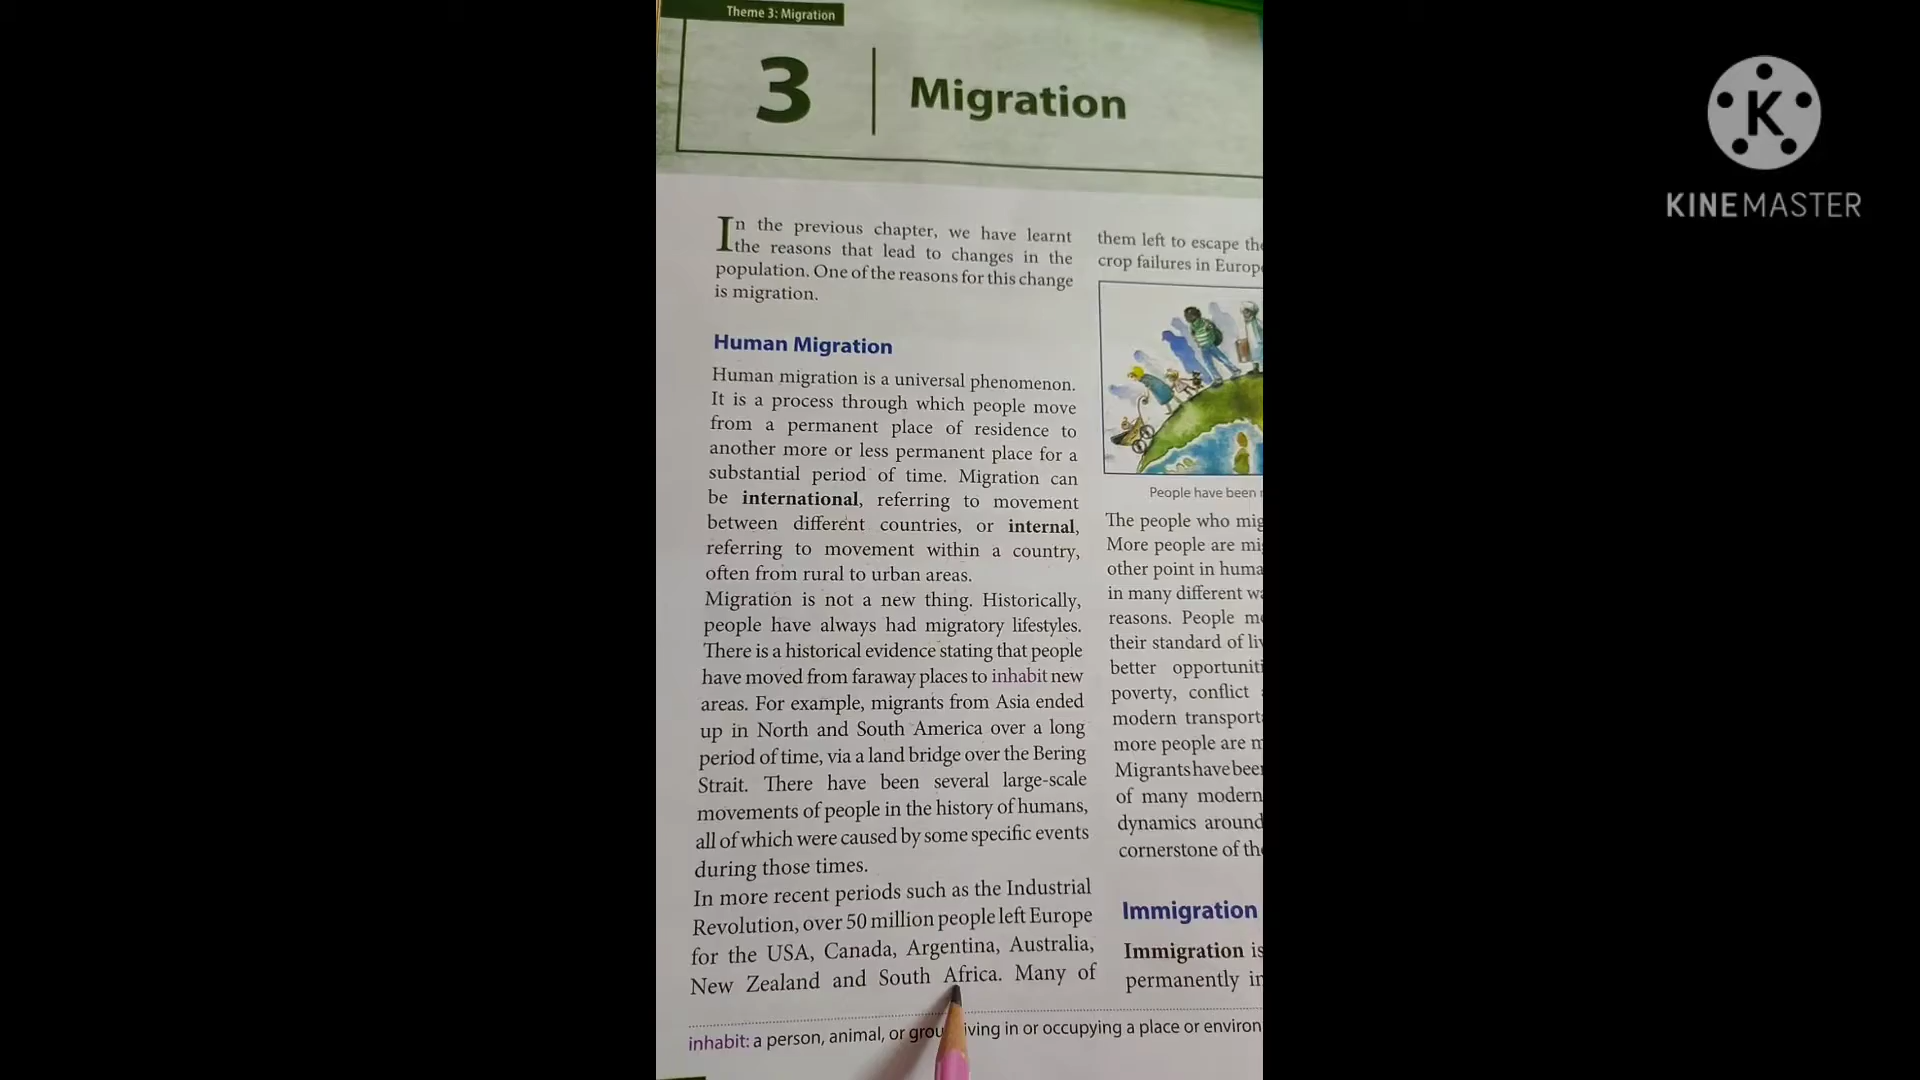 Theme 3: Migration
3
Migration
In the previous chapter, we have learnt
the reasons that lead to changes in the
population. One of the reasons for this change
is migration.
Human Migration
Human migration is a universal phenomenon.
It is a process through which people move
from a permanent place of residence to
another more or less permanent place for a
substantial period of time. Migration can
be international, referring to movement
between different countries, or internal,
referring to movement within a country,
often from rural to urban areas.
Migration is not a new thing. Historically,
people have always had migratory lifestyles.
There is a historical evidence stating that people
have moved from faraway places to inhabit new
areas. For example, migrants from Asia ended
up in North and South America over a long
period of time, via a land bridge over the Bering
Strait. There have been several large-scale
movements of people in the history of humans,
all of which were caused by some specific events
during those times.
In more recent periods such as the Industrial
Revolution, over 50 million people left Europe
for the USA, Canada, Argentina, Australia,
New Zealand and South Africa. Many of
them left to escape
crop failures in
People have been
The people who
More people are
other point in
in many different
reasons. People
their standard of
better
poverty, conflict
modern
more people are
Migrants have
of many modern
dynamics around
cornerstone of
Immigration
Immigration is
permanently
inhabit: a person, animal, or living in or occupying a place or
K
KINEMASTER